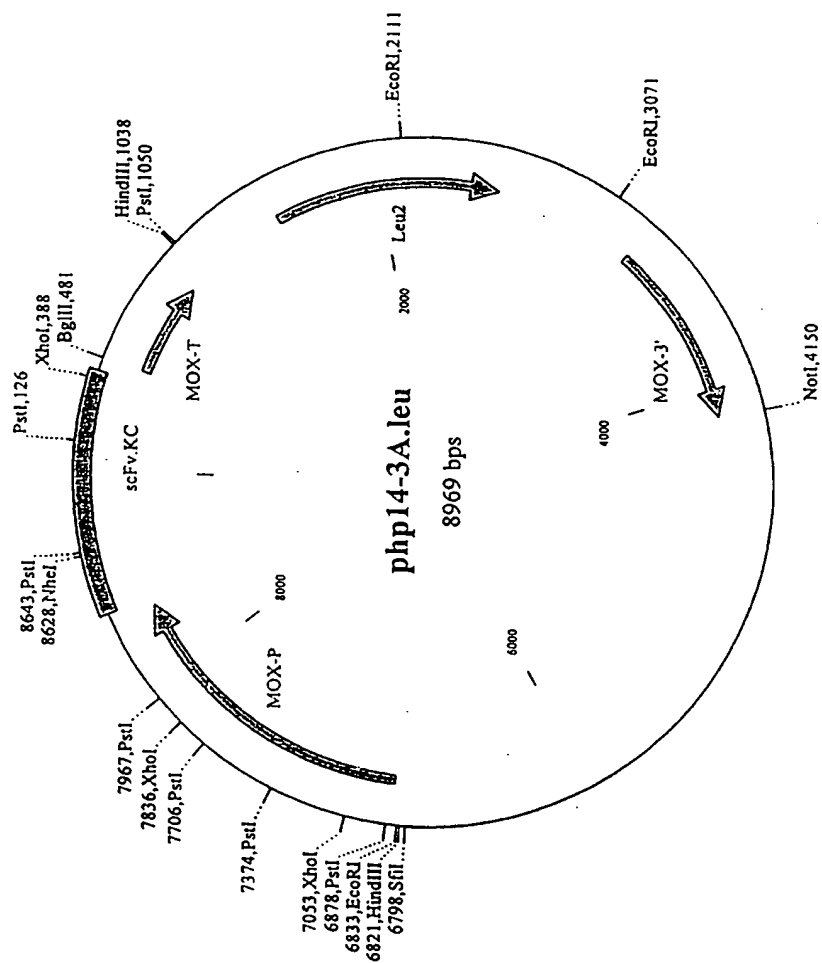 EcoRI,2111
HindIII,1038
PstI,1050
EcoRI,3071
XhoI,388
BglII,481
PstI,126
Leu2
2000
MOX-T
MOX-3'
NotI,4150
scFv.KC
4000
php14-3A.leu
8969 bps
8643,PstI
8628,NheI
8000
6000
MOX-P
7967,PstI
7836,XhoI
7706,PstI
7374,PstI
7053,XhoI
6878,PstI
6833,EcoRI
6821,HindIII
6798,SfiI